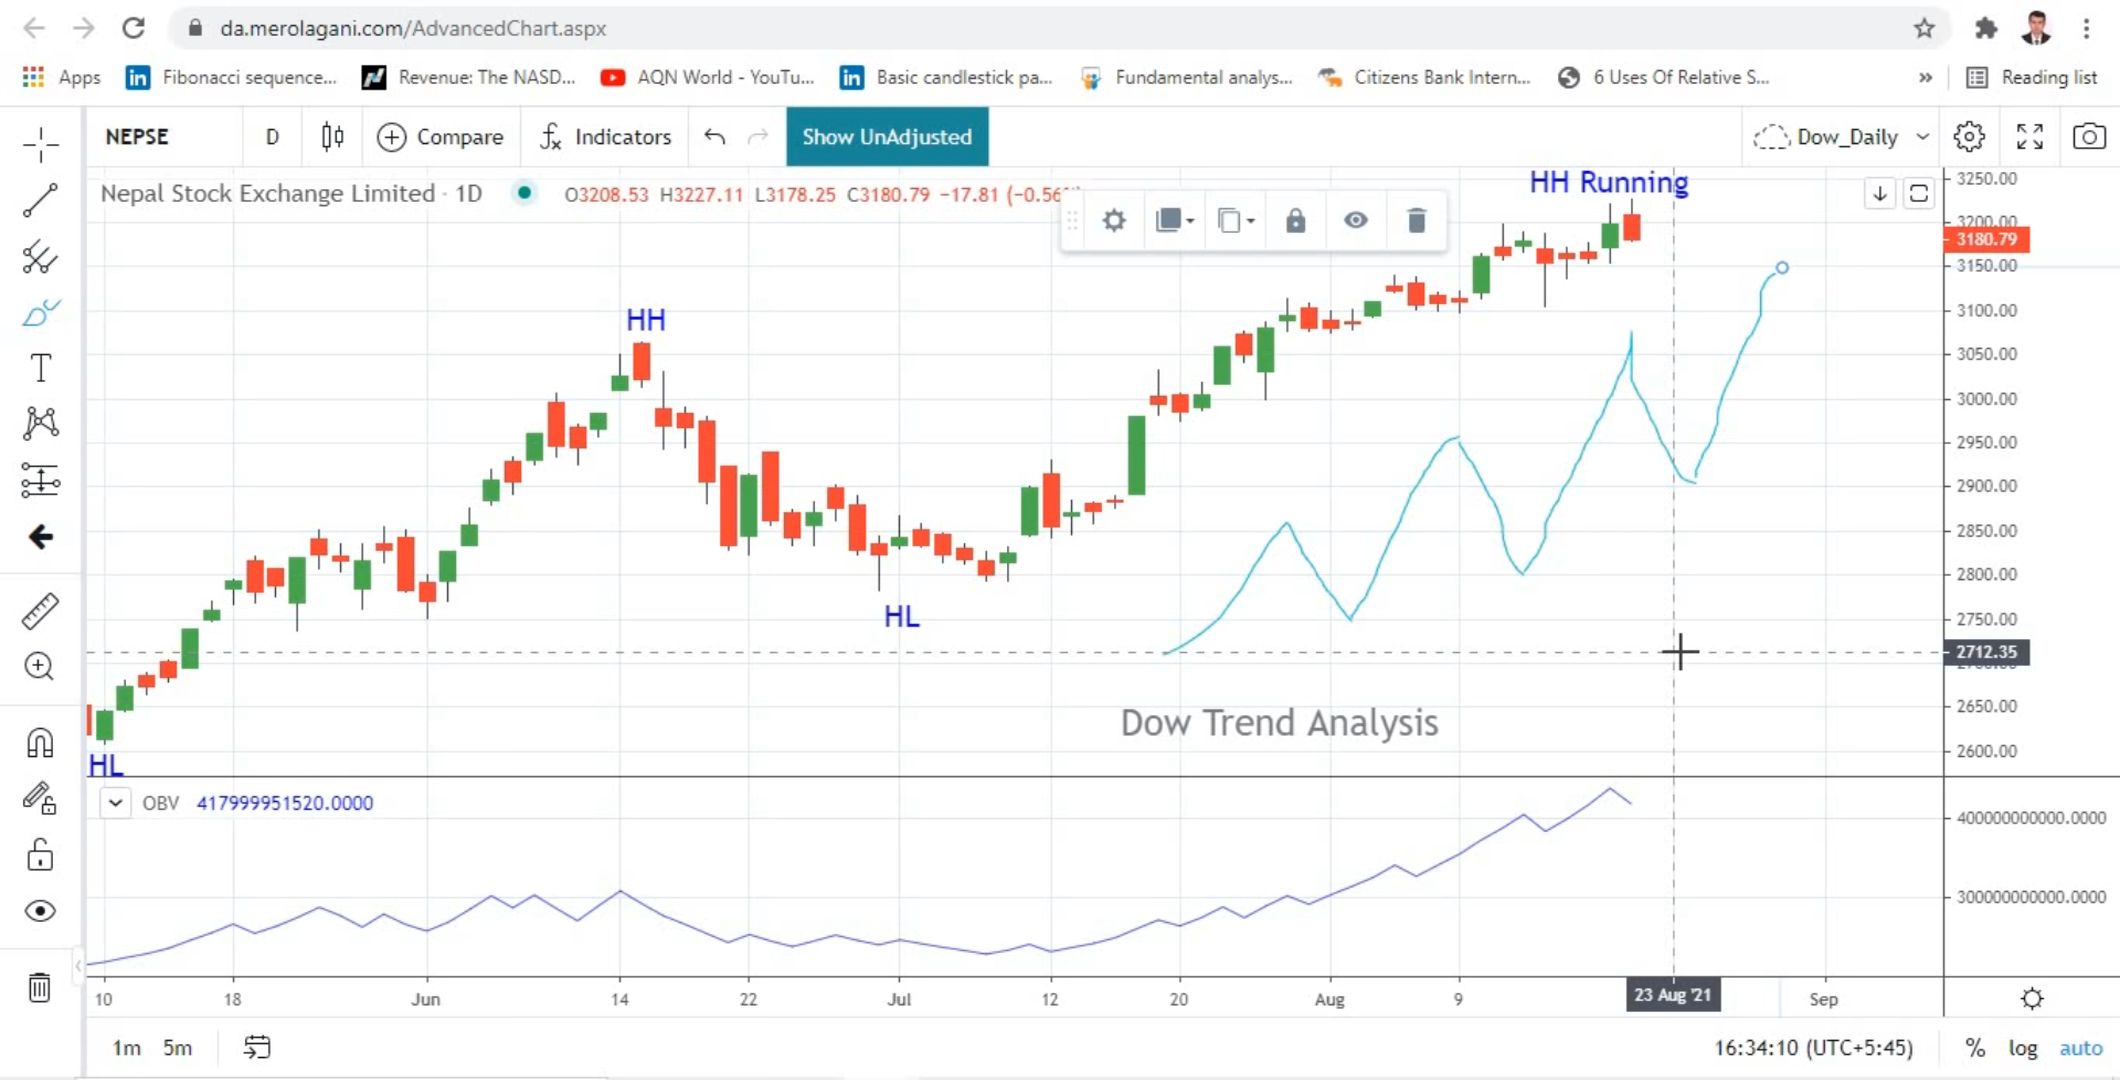 da.merolagani.com/AdvancedChart.aspx
Apps Fibonacci sequence... Revenue: The NASD... AQN World - YouTu... Basic candlestick pa... Fundamental analys... Citizens Bank Intern... 6 Uses Of Relative S... » Reading list
NEPSE D Compare Indicators Show UnAdjusted Dow_Daily
Nepal Stock Exchange Limited · 1D O3208.53 H3227.11 L3178.25 C3180.79 −17.81 (−0.56
HH Running
3250.00
3200.00
3180.79
3150.00
3100.00
HH
3050.00
3000.00
2950.00
2900.00
2850.00
2800.00
HL
2750.00
2712.35
2700.00
Dow Trend Analysis
2650.00
2600.00
HL
OBV 417999951520.0000
400000000000.0000
300000000000.0000
10 18 Jun 14 22 Jul 12 20 Aug 9 23 Aug '21 Sep
1m 5m 16:34:10 (UTC+5:45) % log auto